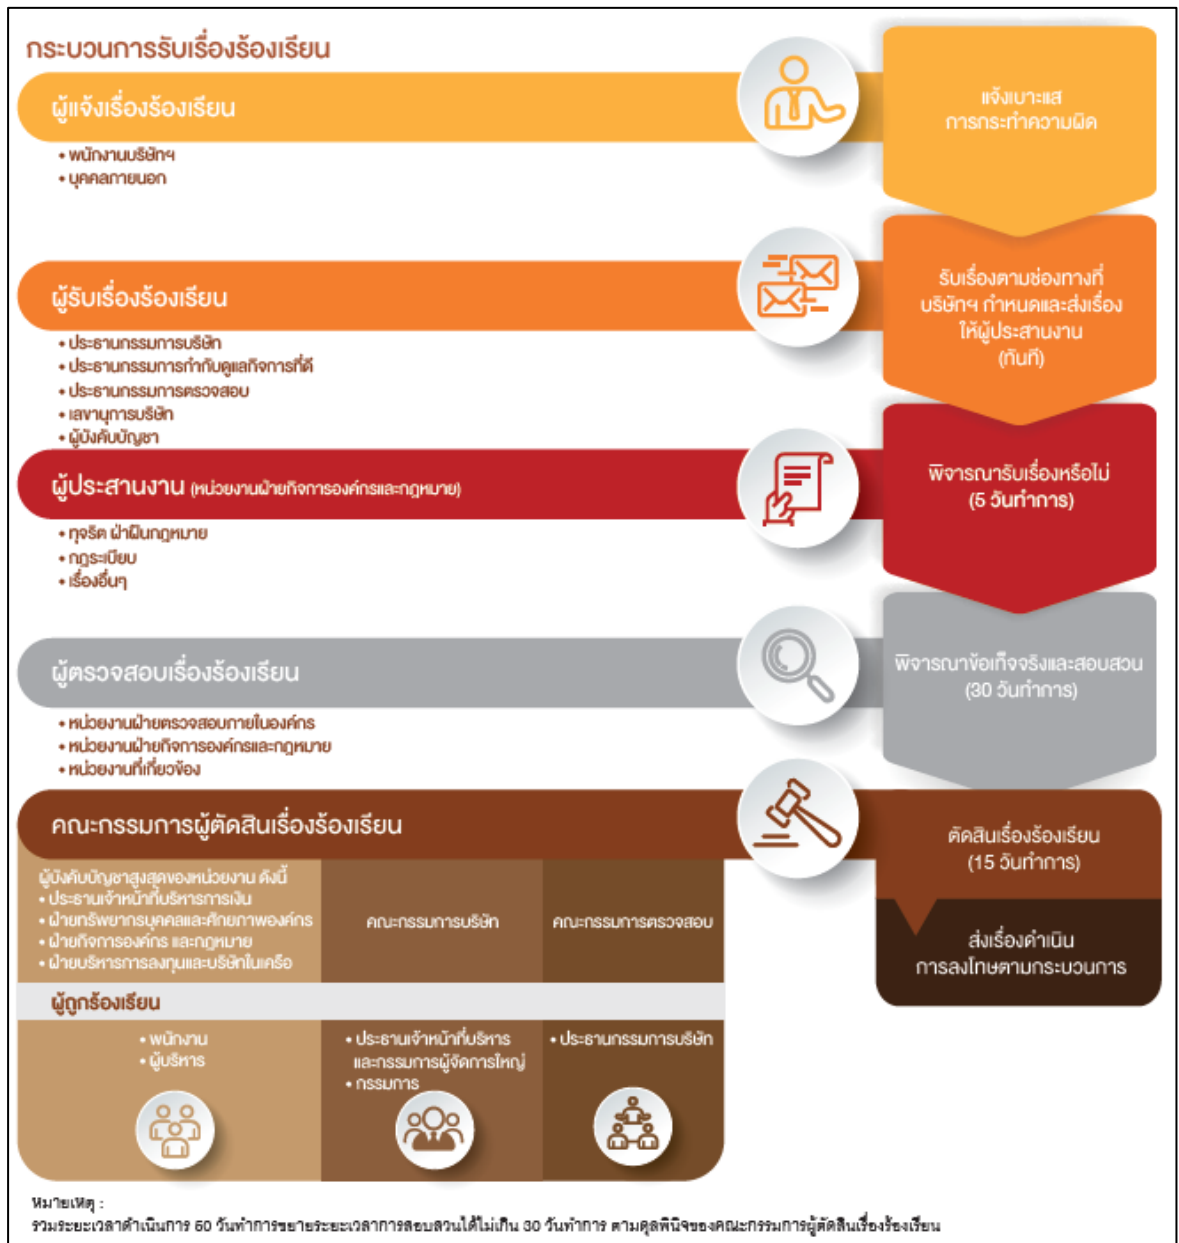 กระบวนการรับเรื่องร้องเรียน
ผู้แจ้งเรื่องร้องเรียน
• พนักงานบริษัทฯ
• บุคคลภายนอก
แจ้งเบาะแส
การกระทำความผิด
ผู้รับเรื่องร้องเรียน
• ประธานกรรมการบริษัท
• ประธานกรรมการกำกับดูแลกิจการที่ดี
• ประธานกรรมการตรวจสอบ
• เลขานุการบริษัท
• ผู้บังคับบัญชา
รับเรื่องตามช่องทางที่
บริษัทฯ กำหนดและส่งเรื่อง
ให้ผู้ประสานงาน
(ทันที)
ผู้ประสานงาน (หน่วยงานฝ่ายกิจการองค์กรและกฎหมาย)
• ทุจริต ฝ่าฝืนกฎหมาย
• กฎระเบียบ
• เรื่องอื่นๆ
พิจารณารับเรื่องหรือไม่
(5 วันทำการ)
ผู้ตรวจสอบเรื่องร้องเรียน
• หน่วยงานฝ่ายตรวจสอบภายในองค์กร
• หน่วยงานฝ่ายกิจการองค์กรและกฎหมาย
• หน่วยงานที่เกี่ยวข้อง
พิจารณาข้อเท็จจริงและสอบสวน
(30 วันทำการ)
คณะกรรมการผู้ตัดสินเรื่องร้องเรียน
ผู้บังคับบัญชาสูงสุดของหน่วยงาน ดังนี้
• ประธานเจ้าหน้าที่บริหารการเงิน
• ฝ่ายทรัพยากรบุคคลและศักยภาพองค์กร
• ฝ่ายกิจการองค์กร และกฎหมาย
• ฝ่ายบริหารการลงทุนและบริษัทในเครือ
คณะกรรมการบริษัท
คณะกรรมการตรวจสอบ
ตัดสินเรื่องร้องเรียน
(15 วันทำการ)
ส่งเรื่องดำเนิน
การลงโทษตามกระบวนการ
ผู้ถูกร้องเรียน
• พนักงาน
• ผู้บริหาร
• ประธานเจ้าหน้าที่บริหาร
และกรรมการผู้จัดการใหญ่
• กรรมการ
• ประธานกรรมการบริษัท
หมายเหตุ :
รวมระยะเวลาดำเนินการ 50 วันทำการขยายระยะเวลาการสอบสวนได้ไม่เกิน 30 วันทำการ ตามดุลพินิจของคณะกรรมการผู้ตัดสินเรื่องร้องเรียน